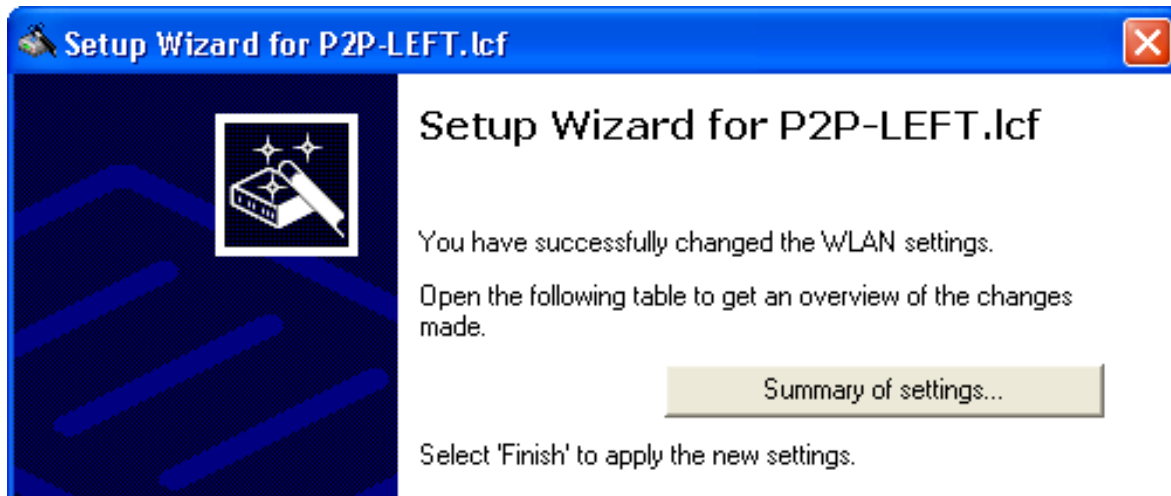 Setup Wizard for P2P-LEFT.lcf
Setup Wizard for P2P-LEFT.lcf
You have successfully changed the WLAN settings.
Open the following table to get an overview of the changes
made.
Summary of settings...
Select 'Finish' to apply the new settings.